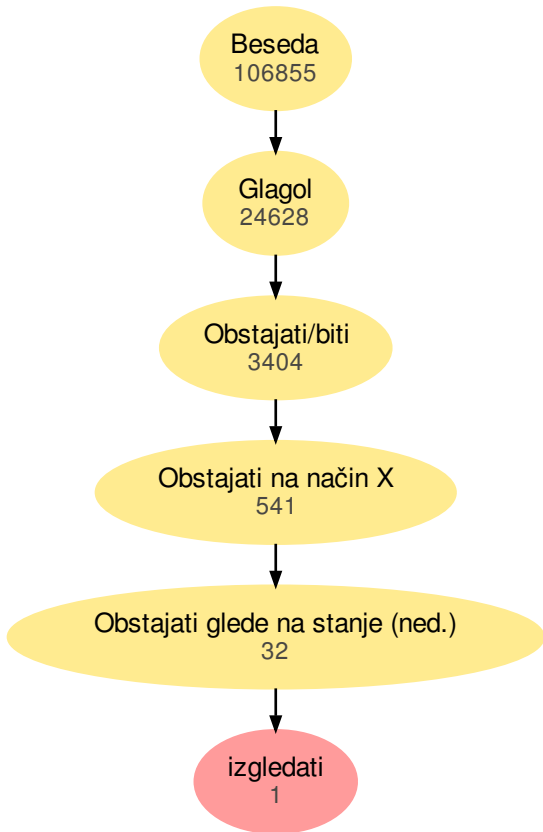 Beseda
106855
Glagol
24628
Obstajati/biti
3404
Obstajati na način X
541
Obstajati glede na stanje (ned.)
32
izgledati
1